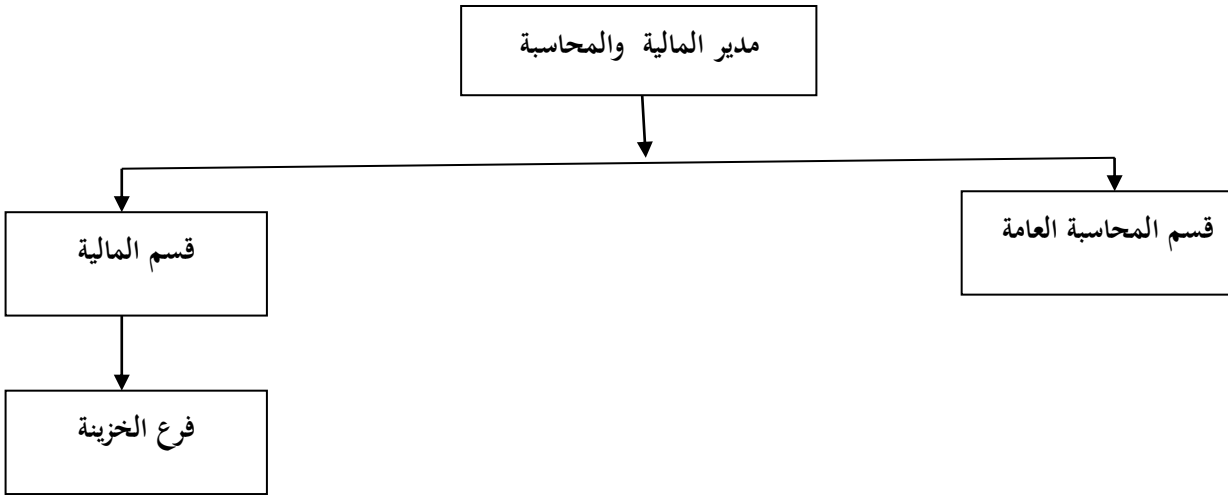 مدير المالية والمحاسبة
قسم المحاسبة العامة
قسم المالية
فرع الخزينة